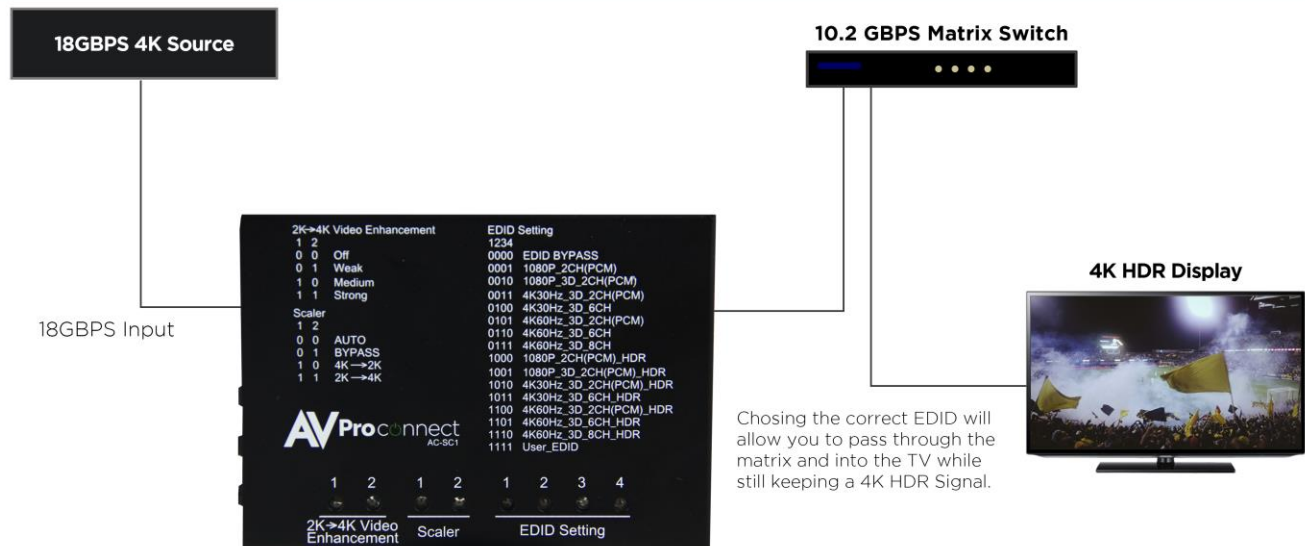 18GBPS 4K Source
10.2 GBPS Matrix Switch
18GBPS Input
2K→4K Video Enhancement
1 2
0 0 Off
0 1 Weak
1 0 Medium
1 1 Strong
Scaler
1 2
0 0 AUTO
0 1 BYPASS
1 0 4K→2K
1 1 2K→4K
AVProconnect
AC-SC1
EDID Setting
1234
0000 EDID BYPASS
0001 1080P_2CH(PCM)
0010 1080P_3D_2CH(PCM)
0011 4K30Hz_3D_2CH(PCM)
0100 4K30Hz_3D_6CH
0101 4K60Hz_3D_2CH(PCM)
0110 4K60Hz_3D_6CH
0111 4K60Hz_3D_8CH
1000 1080P_2CH(PCM)_HDR
1001 1080P_3D_2CH(PCM)_HDR
1010 4K30Hz_3D_2CH(PCM)_HDR
1011 4K30Hz_3D_6CH_HDR
1100 4K60Hz_3D_2CH(PCM)_HDR
1101 4K60Hz_3D_6CH_HDR
1110 4K60Hz_3D_8CH_HDR
1111 User_EDID
1 2 1 2 1 2 3 4
2K→4K Video
Enhancement
Scaler
EDID Setting
4K HDR Display
Chosing the correct EDID will
allow you to pass through the
matrix and into the TV while
still keeping a 4K HDR Signal.